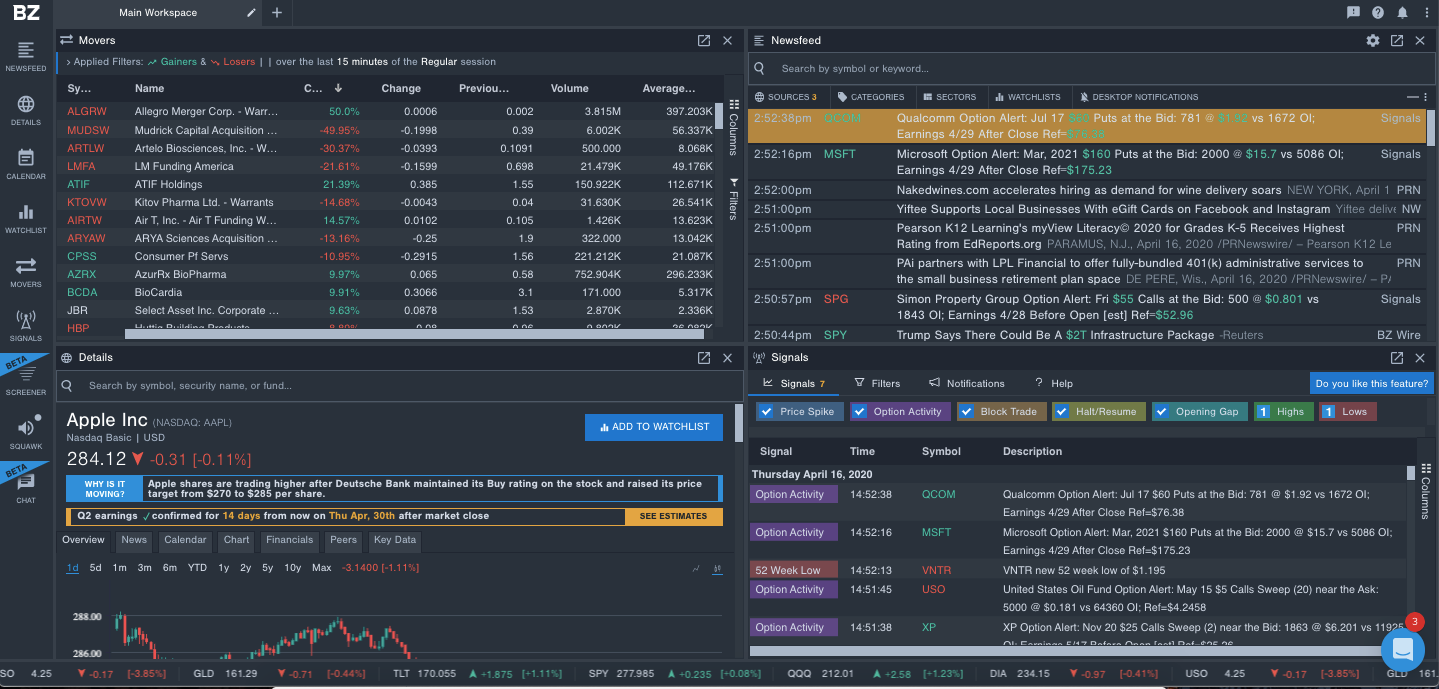 BZ
Main Workspace
NEWSFEED
DETAILS
CALENDAR
WATCHLIST
MOVERS
SIGNALS
BETA
SCREENER
SQUAWK
BETA
CHAT
Movers
› Applied Filters: Gainers & Losers | | over the last 15 minutes of the Regular session
Sy... Name C... Change Previou... Volume Average...
ALGRW Allegro Merger Corp. - Warr... 50.0% 0.0006 0.002 3.815M 397.203K
MUDSW Mudrick Capital Acquisition ... -49.95% -0.1998 0.39 6.002K 56.337K
ARTLW Artelo Biosciences, Inc. - W... -30.37% -0.0393 0.1091 500.000 8.068K
LMFA LM Funding America -21.61% -0.1599 0.698 21.479K 49.176K
ATIF ATIF Holdings 21.39% 0.385 1.55 150.922K 112.671K
KTOVW Kitov Pharma Ltd. - Warrants -14.68% -0.0043 0.04 31.630K 26.541K
AIRTW Air T, Inc. - Air T Funding W... 14.57% 0.0102 0.105 1.426K 13.623K
ARYAW ARYA Sciences Acquisition ... -13.16% -0.25 1.9 322.000 13.042K
CPSS Consumer Pf Servs -10.95% -0.2915 1.56 221.212K 21.087K
AZRX AzurRx BioPharma 9.97% 0.065 0.58 752.904K 296.233K
BCDA BioCardia 9.91% 0.3066 3.1 171.000 5.317K
JBR Select Asset Inc. Corporate ... 9.63% 0.0878 1.53 2.870K 2.336K
HBP
Columns
Filters
Newsfeed
Search by symbol or keyword...
SOURCES 3 CATEGORIES SECTORS WATCHLISTS DESKTOP NOTIFICATIONS
2:52:38pm QCOM Qualcomm Option Alert: Jul 17 $60 Puts at the Bid: 781 @ $1.92 vs 1672 OI; Signals
Earnings 4/29 After Close Ref=$76.38
2:52:16pm MSFT Microsoft Option Alert: Mar, 2021 $160 Puts at the Bid: 2000 @ $15.7 vs 5086 OI; Signals
Earnings 4/29 After Close Ref=$175.23
2:52:00pm Nakedwines.com accelerates hiring as demand for wine delivery soars NEW YORK, April 1 PRN
2:51:00pm Yiftee Supports Local Businesses With eGift Cards on Facebook and Instagram Yiftee delive NW
2:51:00pm Pearson K12 Learning's myView Literacy© 2020 for Grades K-5 Receives Highest PRN
Rating from EdReports.org PARAMUS, N.J., April 16, 2020 /PRNewswire/ – Pearson K12 Le
2:51:00pm PAi partners with LPL Financial to offer fully-bundled 401(k) administrative services to PRN
the small business retirement plan space DE PERE, Wis., April 16, 2020 /PRNewswire/ – P/
2:50:57pm SPG Simon Property Group Option Alert: Fri $55 Calls at the Bid: 500 @ $0.801 vs Signals
1843 OI; Earnings 4/28 Before Open [est] Ref=$52.96
2:50:44pm SPY Trump Says There Could Be A $2T Infrastructure Package -Reuters BZ Wire
Details
Search by symbol, security name, or fund...
Apple Inc (NASDAQ: AAPL)
Nasdaq Basic | USD
ADD TO WATCHLIST
284.12 -0.31 [-0.11%]
WHY IS IT MOVING?
Apple shares are trading higher after Deutsche Bank maintained its Buy rating on the stock and raised its price
target from $270 to $285 per share.
Q2 earnings ✓confirmed for 14 days from now on Thu Apr, 30th after market close SEE ESTIMATES
Overview News Calendar Chart Financials Peers Key Data
1d 5d 1m 3m 6m YTD 1y 2y 5y 10y Max -3.1400 [-1.11%]
288.00
286.00
Signals
Signals 7 Filters Notifications ? Help Do you like this feature?
Price Spike Option Activity Block Trade Halt/Resume Opening Gap 1 Highs 1 Lows
Signal Time Symbol Description
Thursday April 16, 2020
Option Activity 14:52:38 QCOM Qualcomm Option Alert: Jul 17 $60 Puts at the Bid: 781 @ $1.92 vs 1672 OI;
Earnings 4/29 After Close Ref=$76.38
Option Activity 14:52:16 MSFT Microsoft Option Alert: Mar, 2021 $160 Puts at the Bid: 2000 @ $15.7 vs 5086 OI;
Earnings 4/29 After Close Ref=$175.23
52 Week Low 14:52:13 VNTR VNTR new 52 week low of $1.195
Option Activity 14:51:45 USO United States Oil Fund Option Alert: May 15 $5 Calls Sweep (20) near the Ask:
5000 @ $0.181 vs 64360 OI; Ref=$4.2458
Option Activity 14:51:38 XP XP Option Alert: Nov 20 $25 Calls Sweep (2) near the Bid: 1863 @ $6.201 vs 11925
Columns
3
SO 4.25 -0.17 [-3.85%] GLD 161.29 -0.71 [-0.44%] TLT 170.055 +1.875 [+1.11%] SPY 277.985 +0.235 [+0.08%] QQQ 212.01 +2.58 [+1.23%] DIA 234.15 -0.97 [-0.41%] USO 4.25 -0.17 [-3.85%] GLD 161.